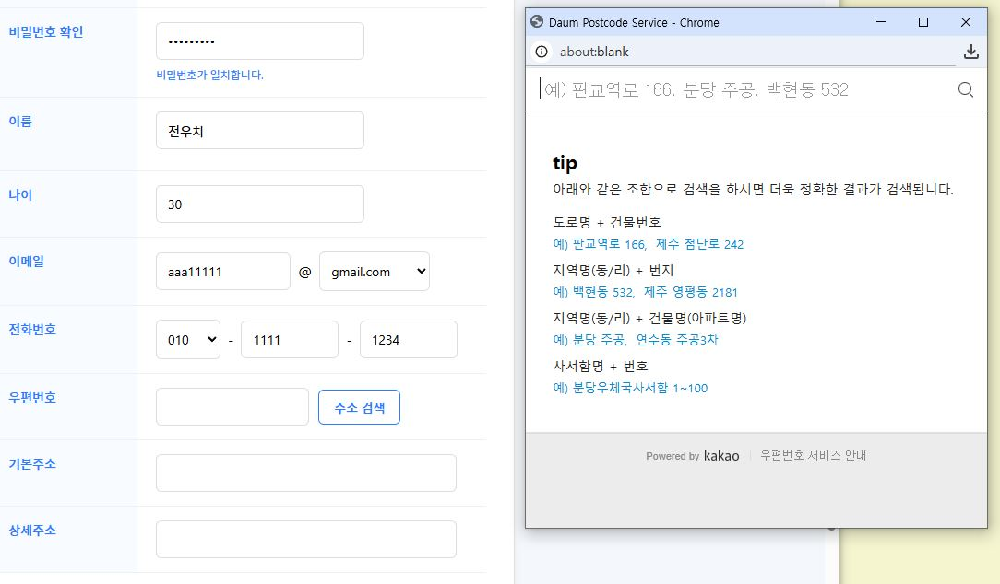 비밀번호 확인
•••••••••
비밀번호가 일치합니다.
이름
전우치
나이
30
이메일
aaa11111 @ gmail.com
전화번호
010 - 1111 - 1234
우편번호
주소 검색
기본주소
상세주소
Daum Postcode Service - Chrome
about:blank
예) 판교역로 166, 분당 주공, 백현동 532
tip
아래와 같은 조합으로 검색을 하시면 더욱 정확한 결과가 검색됩니다.
도로명 + 건물번호
예) 판교역로 166, 제주 첨단로 242
지역명(동/리) + 번지
예) 백현동 532, 제주 영평동 2181
지역명(동/리) + 건물명(아파트명)
예) 분당 주공, 연수동 주공3차
사서함명 + 번호
예) 분당우체국사서함 1~100
Powered by kakao 우편번호 서비스 안내